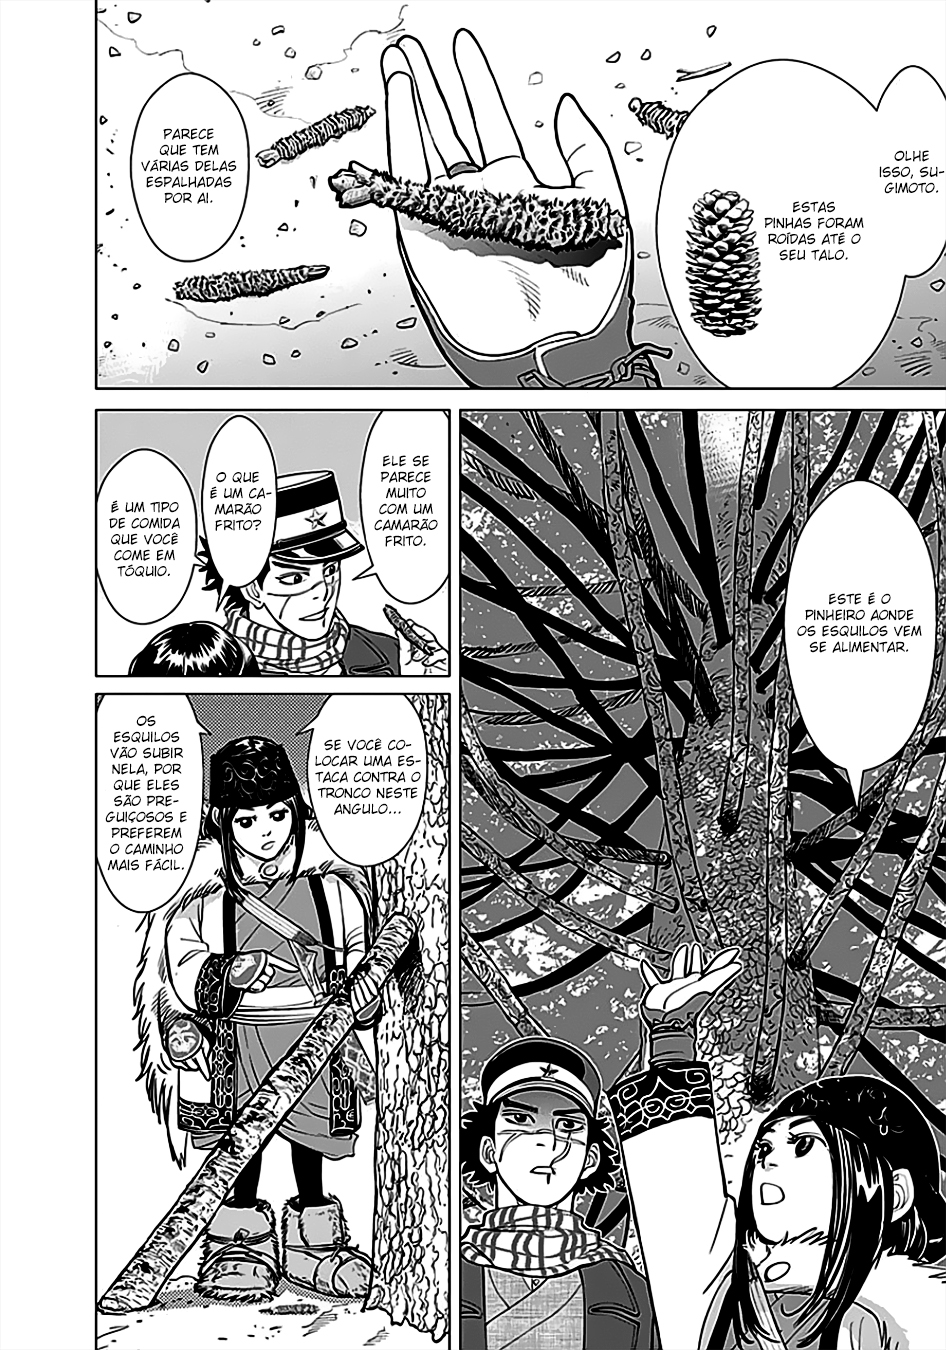 OLHE
ISSO, SU-
GIMOTO.
ESTAS
PINHAS FORAM
ROÍDAS ATÉ O
SEU TALO.
PARECE
QUE TEM
VÁRIAS DELAS
ESPALHADAS
POR AI.
ESTE É O
PINHEIRO AONDE
OS ESQUILOS VEM
SE ALIMENTAR.
ELE SE
PARECE
MUITO
COM UM
CAMARÃO
FRITO.
O QUE
É UM CA-
MARÃO
FRITO?
É UM TIPO
DE COMIDA
QUE VOCÊ
COME EM
TÓQUIO.
SE VOCÊ CO-
LOCAR UMA ES-
TACA CONTRA O
TRONCO NESTE
ANGULO...
OS
ESQUILOS
VÃO SUBIR
NELA, POR
QUE ELES
SÃO PRE-
GUIÇOSOS E
PREFEREM
O CAMINHO
MAIS FÁCIL.